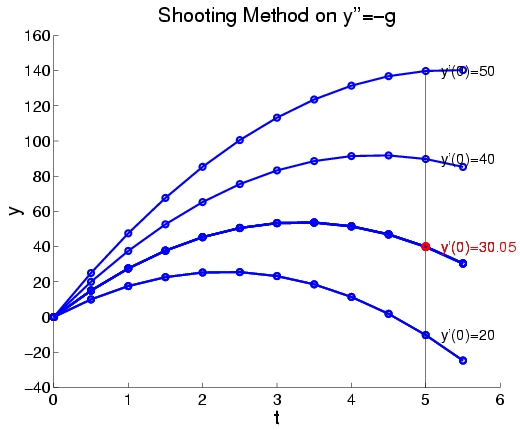 Shooting Method on y''=−g
160
140
120
100
80
60
40
20
0
−20
−40
y
y'(0)=50
y'(0)=40
y'(0)=30.05
y'(0)=20
0 1 2 3 4 5 6
t